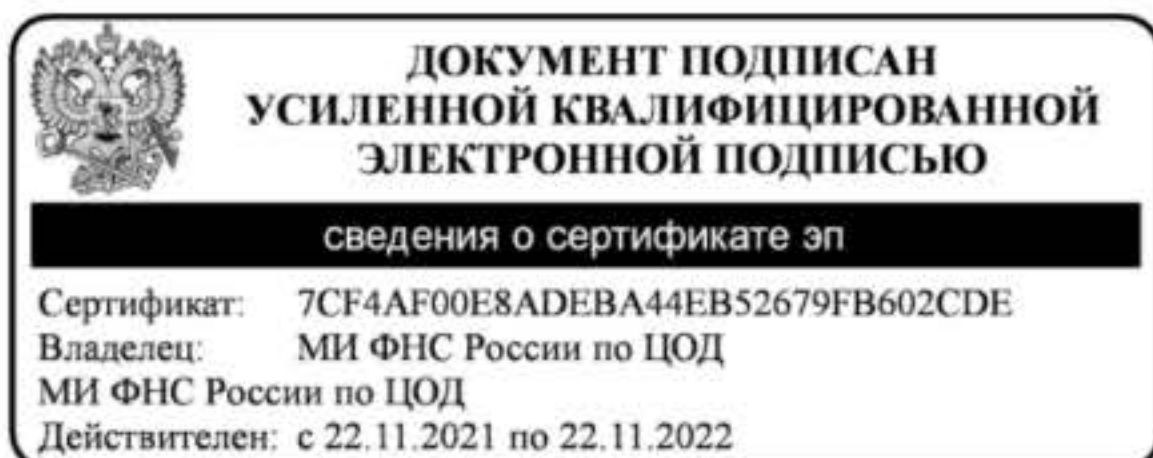 ДОКУМЕНТ ПОДПИСАН
УСИЛЕННОЙ КВАЛИФИЦИРОВАННОЙ
ЭЛЕКТРОННОЙ ПОДПИСЬЮ
сведения о сертификате эп
Сертификат: 7CF4AF00E8ADEBA44EB52679FB602CDE
Владелец: МИ ФНС России по ЦОД
МИ ФНС России по ЦОД
Действителен: с 22.11.2021 по 22.11.2022